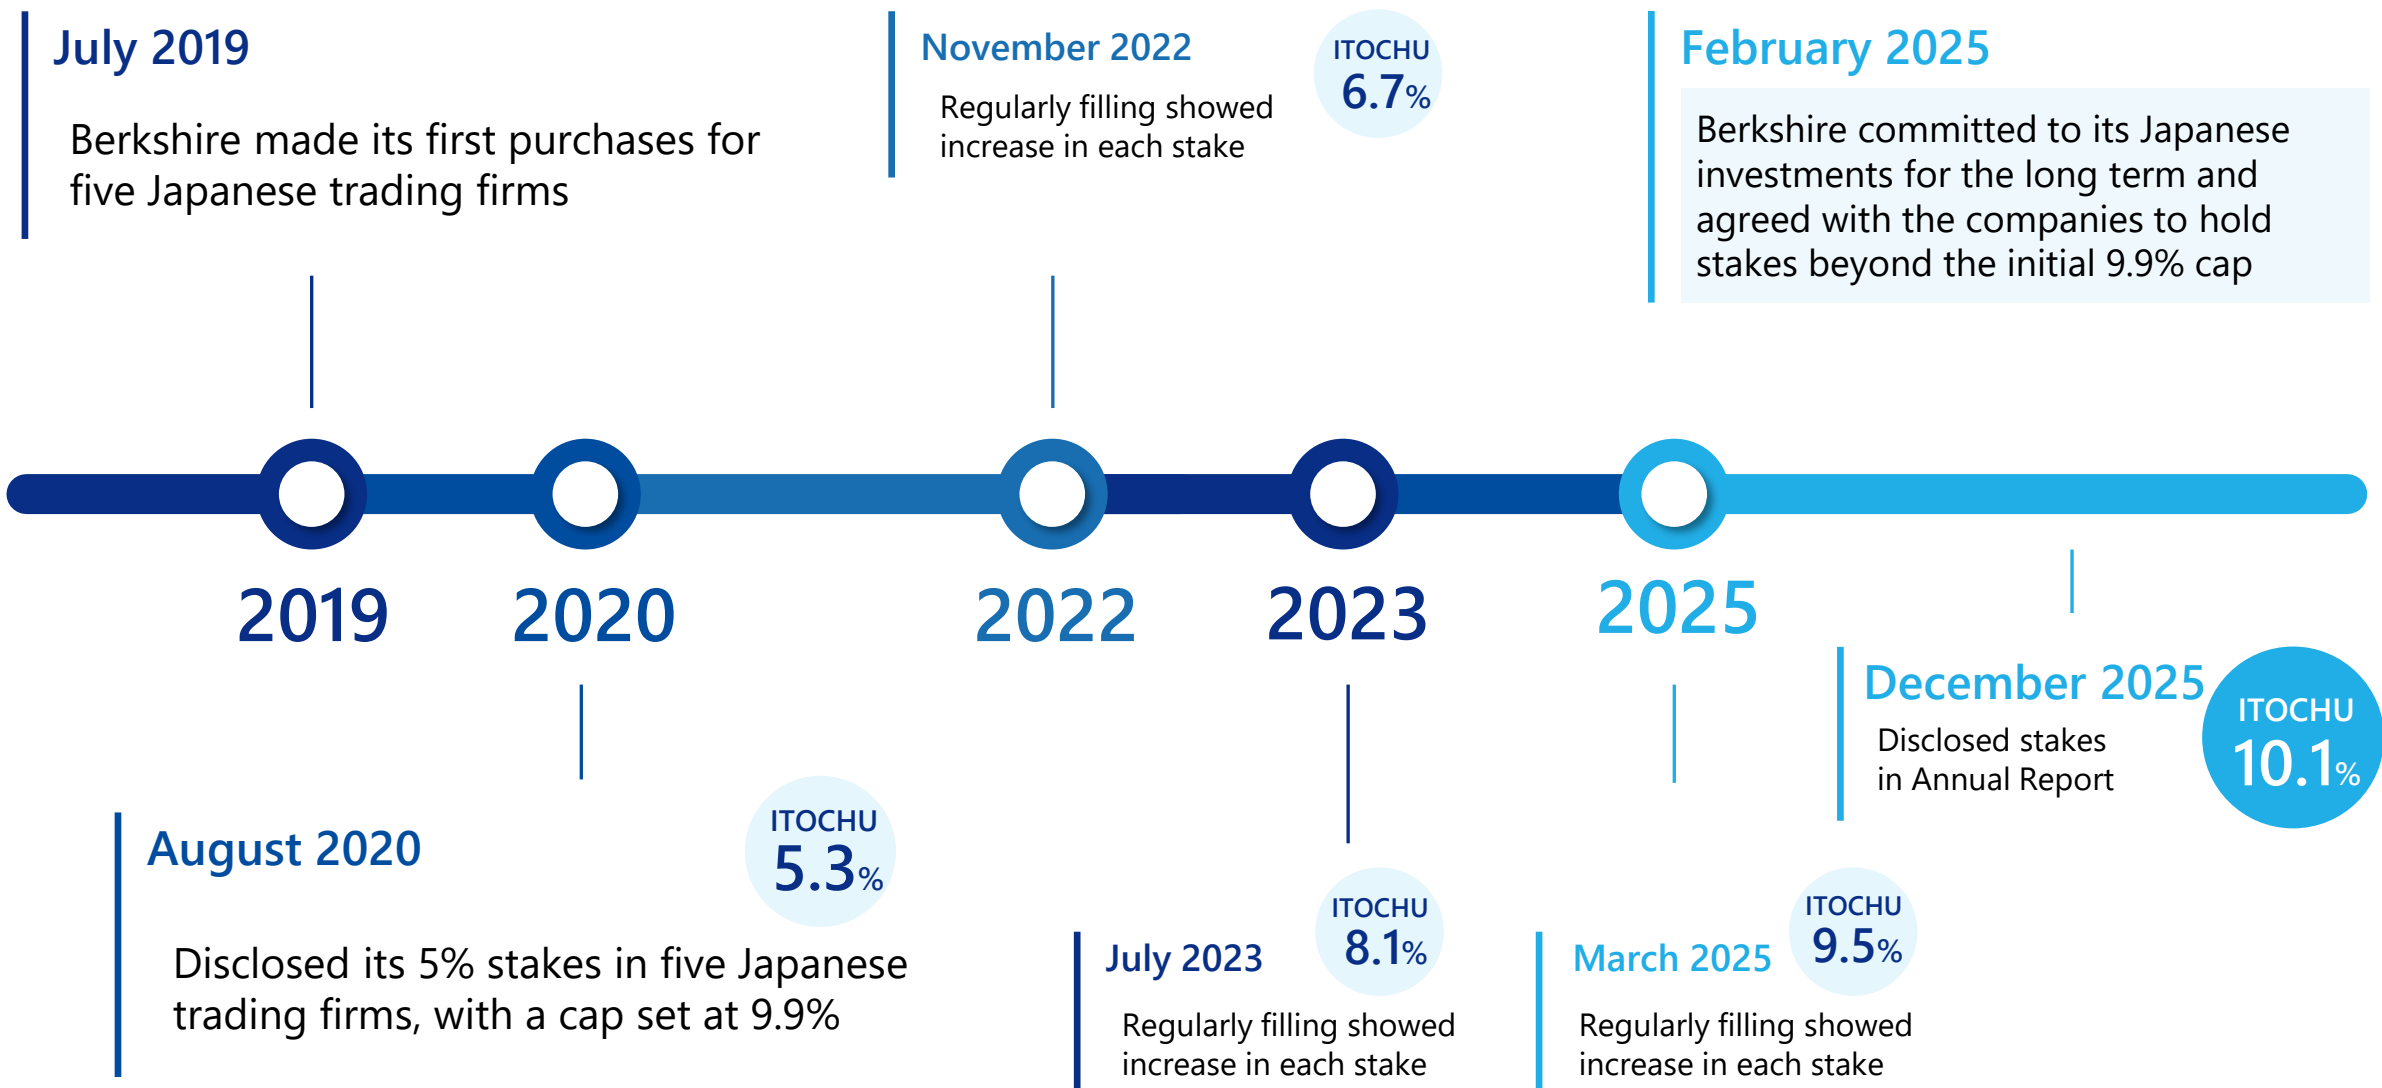 July 2019
Berkshire made its first purchases for
five Japanese trading firms
November 2022
Regularly filling showed
increase in each stake
ITOCHU
6.7%
February 2025
Berkshire committed to its Japanese
investments for the long term and
agreed with the companies to hold
stakes beyond the initial 9.9% cap
2019
2020
2022
2023
2025
August 2020
ITOCHU
5.3%
Disclosed its 5% stakes in five Japanese
trading firms, with a cap set at 9.9%
July 2023
ITOCHU
8.1%
Regularly filling showed
increase in each stake
March 2025
ITOCHU
9.5%
Regularly filling showed
increase in each stake
December 2025
Disclosed stakes
in Annual Report
ITOCHU
10.1%